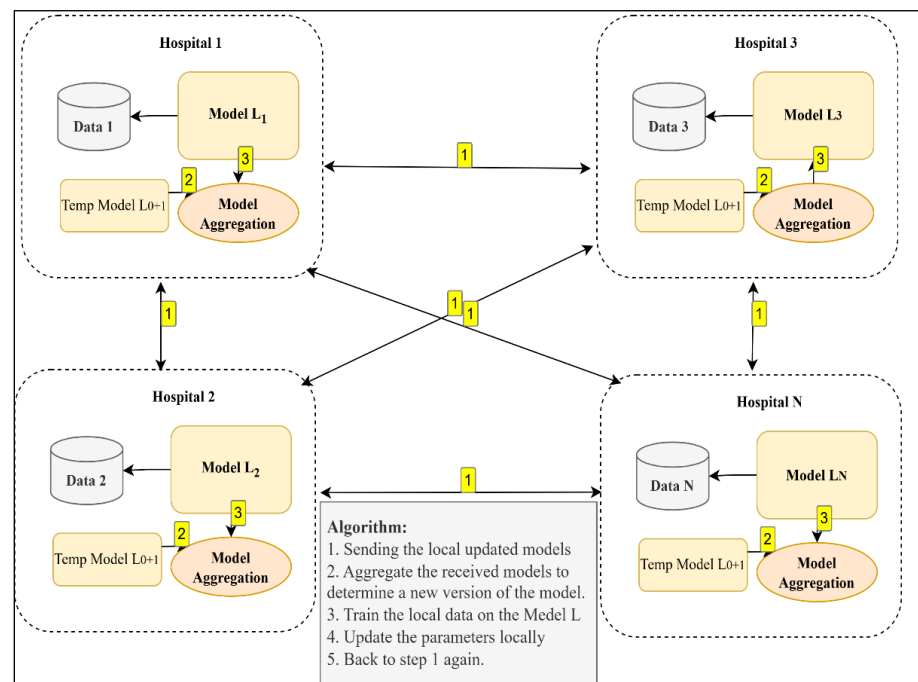 Hospital 1
Data 1
Model L1
3
2
Temp Model L0+1
Model
Aggregation
1
Hospital 3
Data 3
Model L3
3
2
Temp Model L0+1
Model
Aggregation
1
1
1
1
Hospital 2
Data 2
Model L2
3
2
Temp Model L0+1
Model
Aggregation
1
Hospital N
Data N
Model LN
3
2
Temp Model L0+1
Model
Aggregation
Algorithm:
1. Sending the local updated models
2. Aggregate the received models to
determine a new version of the model.
3. Train the local data on the Medel L
4. Update the parameters locally
5. Back to step 1 again.